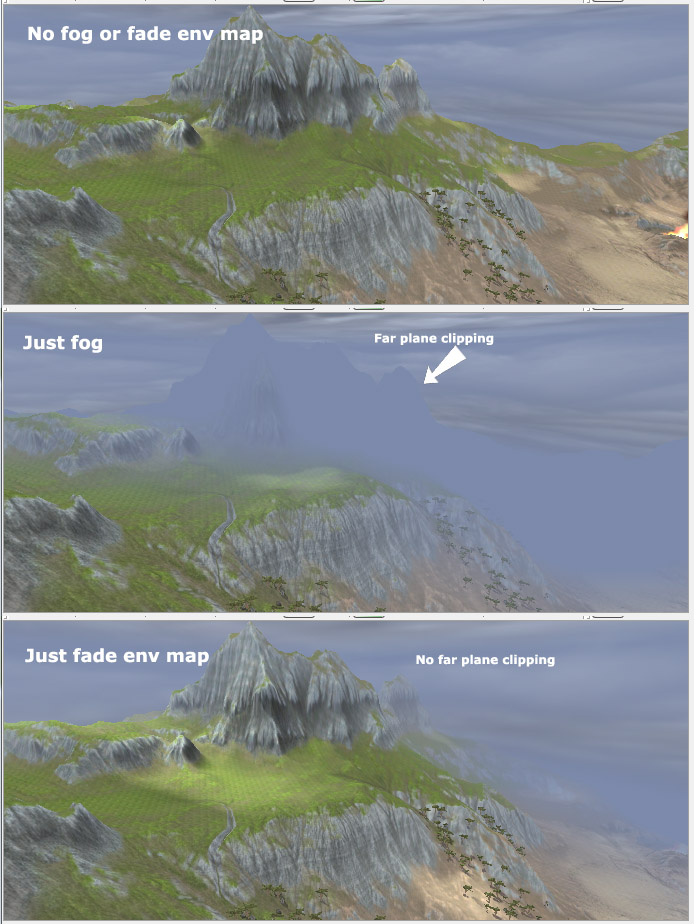 No fog or fade env map
Just fog
Far plane clipping
Just fade env map
No far plane clipping